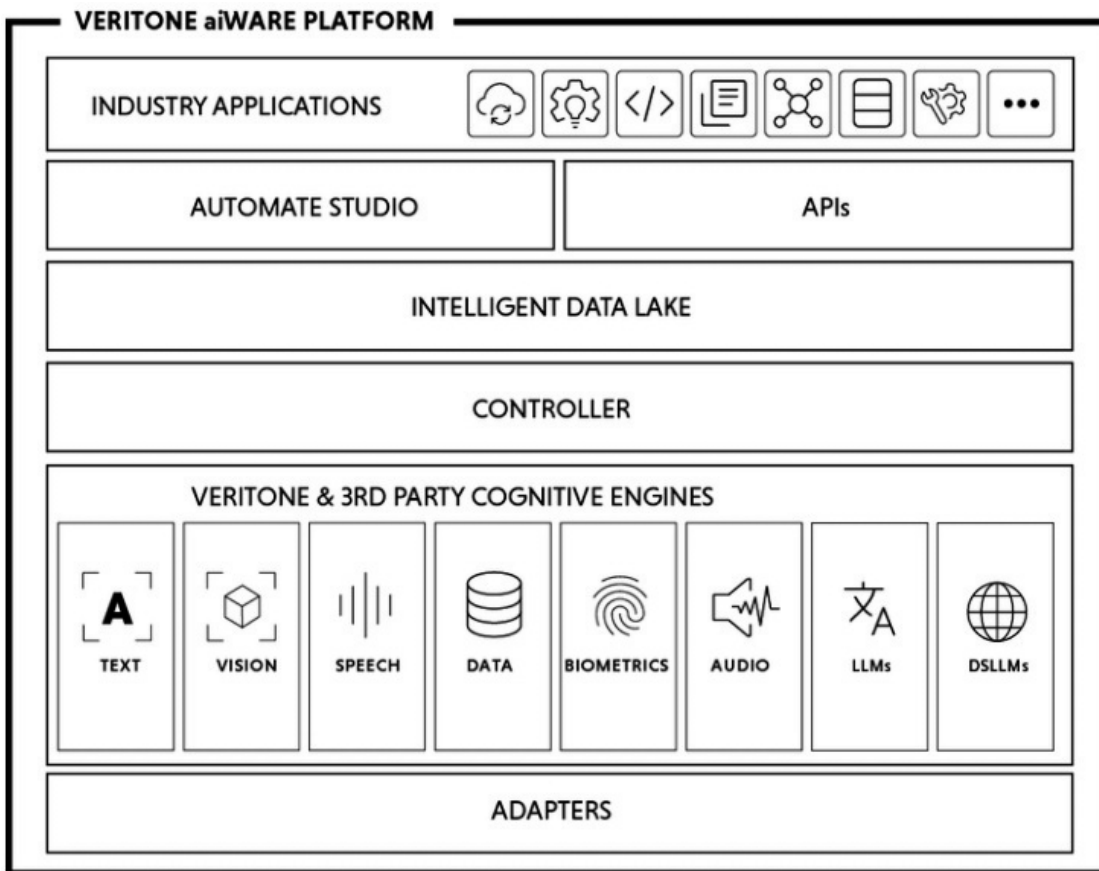 VERITONE aiWARE PLATFORM
INDUSTRY APPLICATIONS
AUTOMATE STUDIO
APIs
INTELLIGENT DATA LAKE
CONTROLLER
VERITONE & 3RD PARTY COGNITIVE ENGINES
A
文A
TEXT
VISION
SPEECH
DATA
BIOMETRICS
AUDIO
LLMs
DSLLMs
ADAPTERS